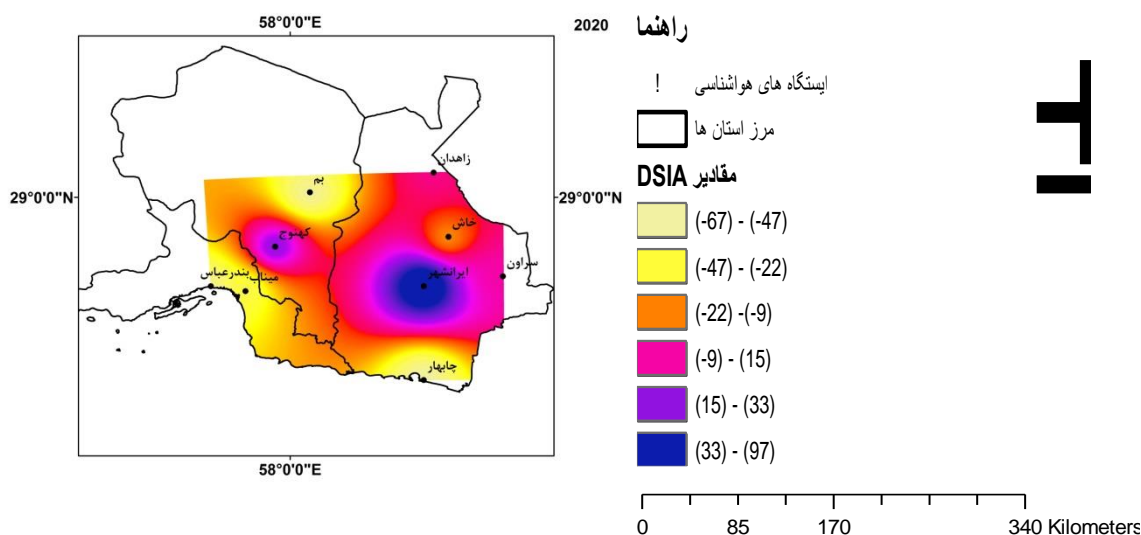 58°0'0"E
2020
29°0'0"N
29°0'0"N
58°0'0"E
زاهدان
بم
خاش
کهنوج
سراون
ایرانشهر
بندرعباس
میناب
چابهار
راهنما
! ایستگاه های هواشناسی
مرز استان ها
مقادیر DSIA
(-67) - (-47)
(-47) - (-22)
(-22) -(-9)
(-9) - (15)
(15) - (33)
(33) - (97)
0 85 170 340 Kilometers